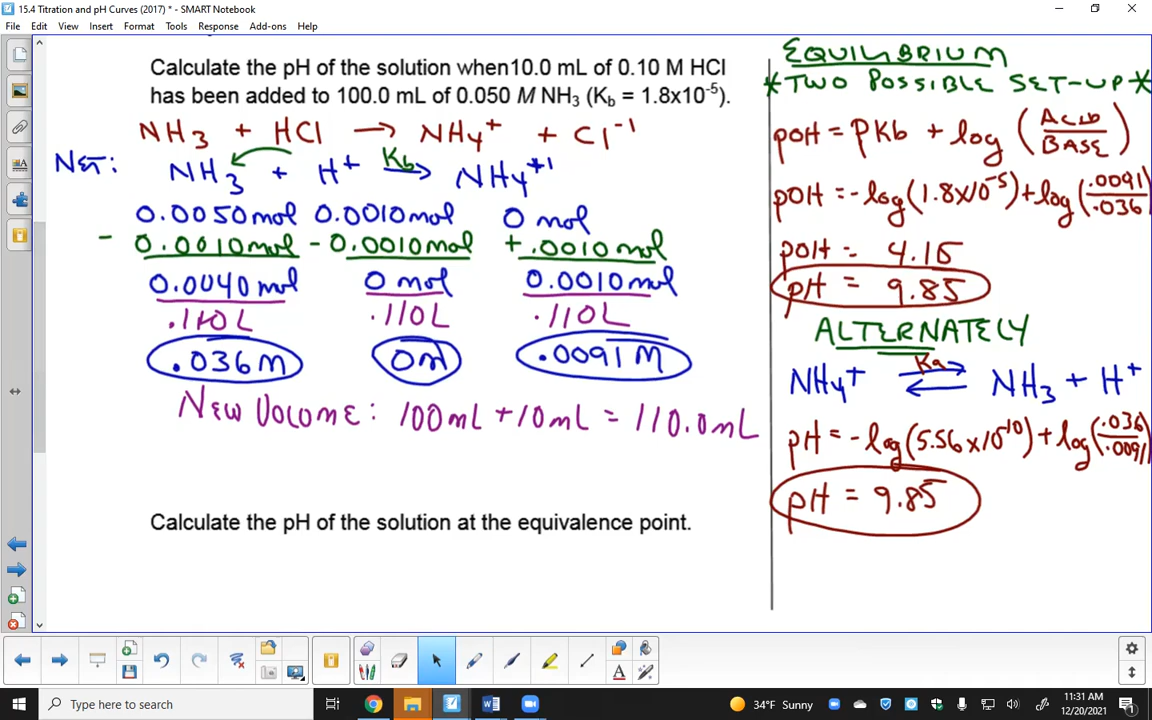 15.4 Titration and pH Curves (2017) * - SMART Notebook
File Edit View Insert Format Tools Response Add-ons Help
Calculate the pH of the solution when10.0 mL of 0.10 M HCl
has been added to 100.0 mL of 0.050 M NH₃ (Kb = 1.8x10⁻⁵).
NH₃ + HCl → NH₄⁺ + Cl⁻¹
NET: NH₃ + H⁺ Kb → NH₄⁺¹
0.0050mol 0.0010mol 0 mol
- 0.0010mol - 0.0010mol + .0010mol
0.0040mol 0 mol 0.0010mol
.110L .110L .110L
.036M 0M .0091M
NEW VOLUME: 100mL + 10mL = 110.0mL
Calculate the pH of the solution at the equivalence point.
EQUILIBRIUM
*TWO POSSIBLE SET-UP*
pOH = pKb + log (ACID/BASE)
pOH = -log(1.8x10⁻⁵) + log(.0091/.036)
pOH = 4.15
pH = 9.85
ALTERNATELY
NH₄⁺ Ka ⇌ NH₃ + H⁺
pH = -log(5.56x10⁻¹⁰) + log(.036/.0091)
pH = 9.85
A
Type here to search
34°F Sunny
11:31 AM
12/20/2021
1